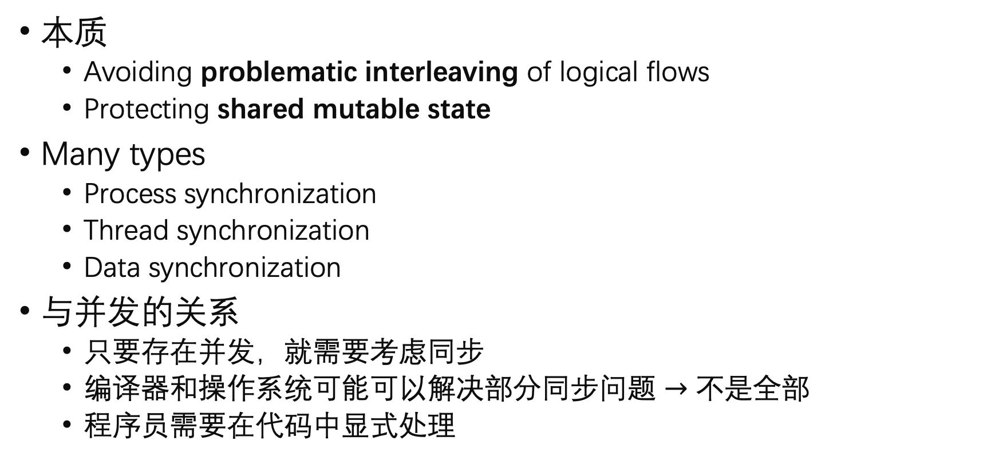 • 本质
• Avoiding problematic interleaving of logical flows
• Protecting shared mutable state
• Many types
• Process synchronization
• Thread synchronization
• Data synchronization
• 与并发的关系
• 只要存在并发，就需要考虑同步
• 编译器和操作系统可能可以解决部分同步问题 → 不是全部
• 程序员需要在代码中显式处理